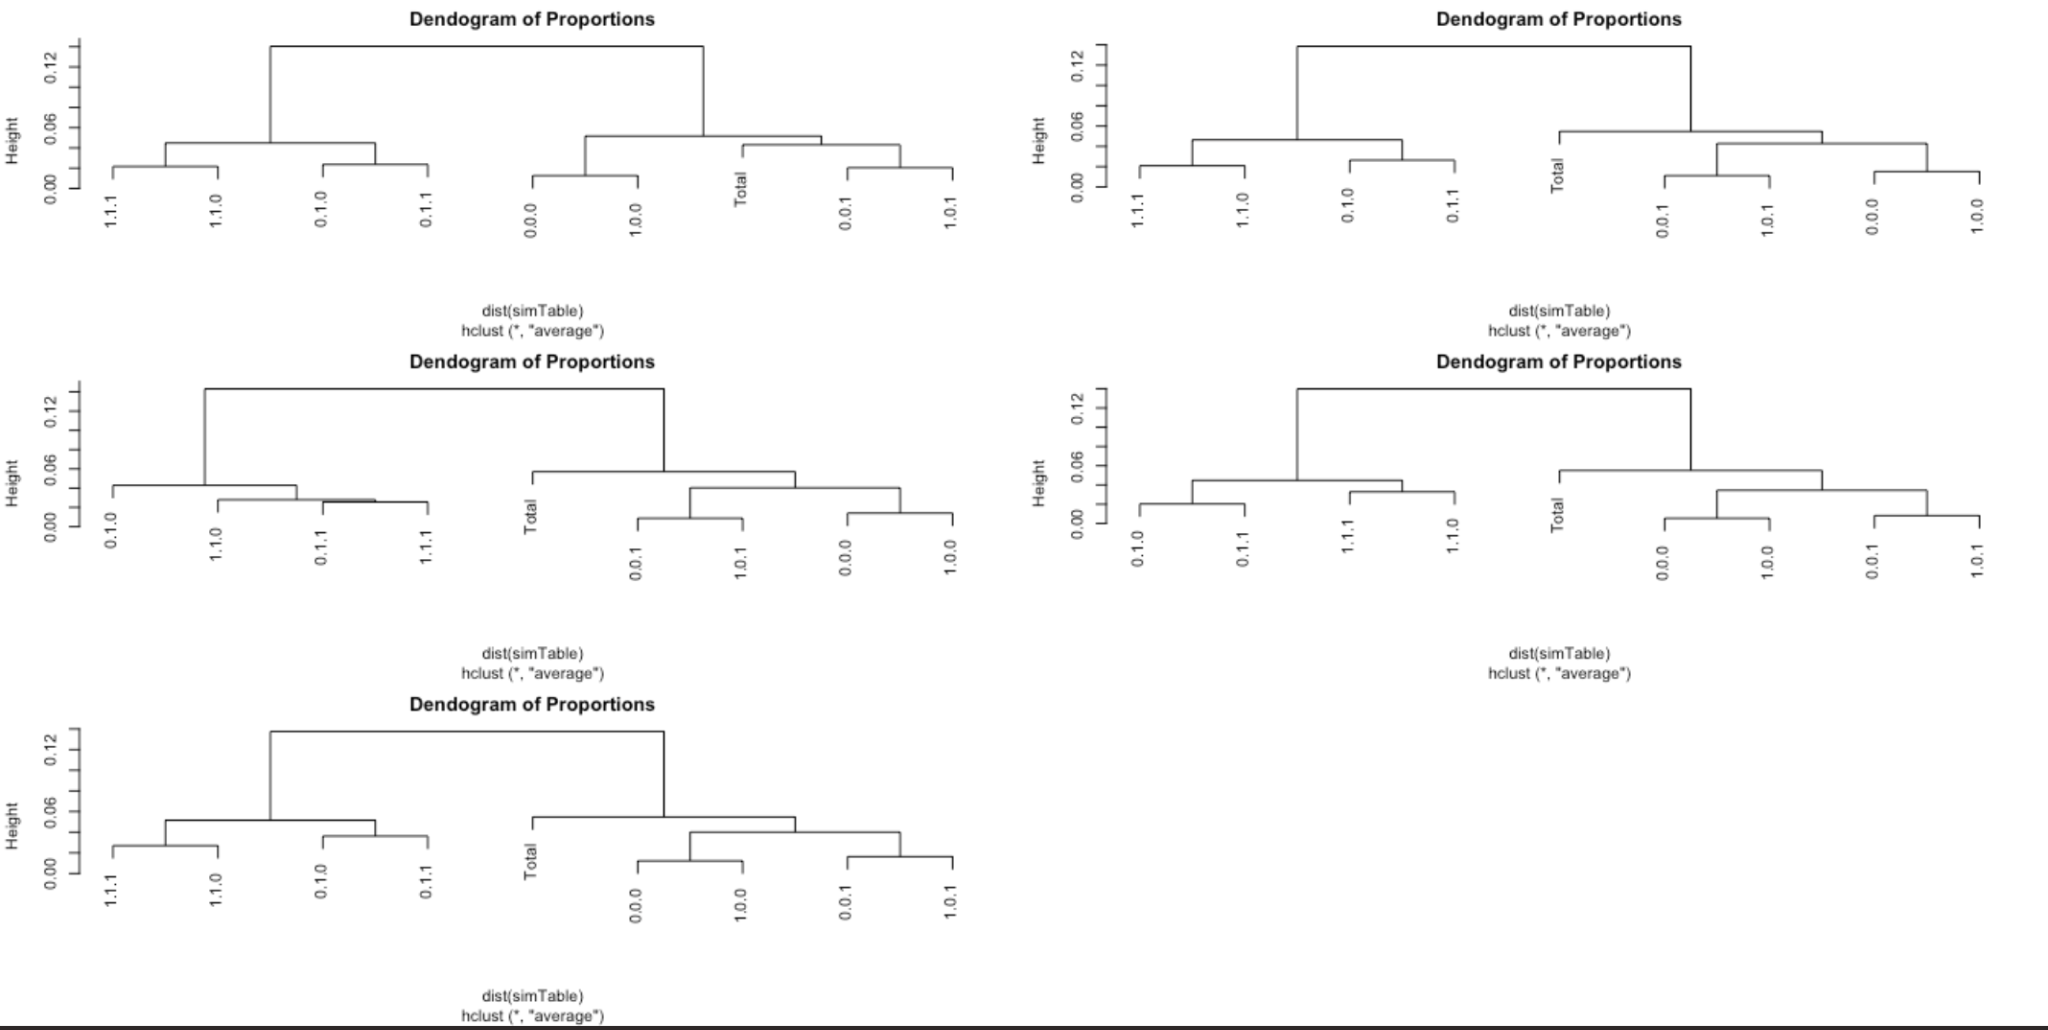 Dendogram of Proportions
Height
0.00 0.06 0.12
1.1.1 1.1.0 0.1.0 0.1.1 0.0.0 1.0.0 Total 0.0.1 1.0.1
dist(simTable)
hclust (*, "average")
Dendogram of Proportions
Height
0.00 0.06 0.12
1.1.1 1.1.0 0.1.0 0.1.1 Total 0.0.1 1.0.1 0.0.0 1.0.0
dist(simTable)
hclust (*, "average")
Dendogram of Proportions
Height
0.00 0.06 0.12
0.1.0 1.1.0 0.1.1 1.1.1 Total 0.0.1 1.0.1 0.0.0 1.0.0
dist(simTable)
hclust (*, "average")
Dendogram of Proportions
Height
0.00 0.06 0.12
0.1.0 0.1.1 1.1.1 1.1.0 Total 0.0.0 1.0.0 0.0.1 1.0.1
dist(simTable)
hclust (*, "average")
Dendogram of Proportions
Height
0.00 0.06 0.12
1.1.1 1.1.0 0.1.0 0.1.1 Total 0.0.0 1.0.0 0.0.1 1.0.1
dist(simTable)
hclust (*, "average")